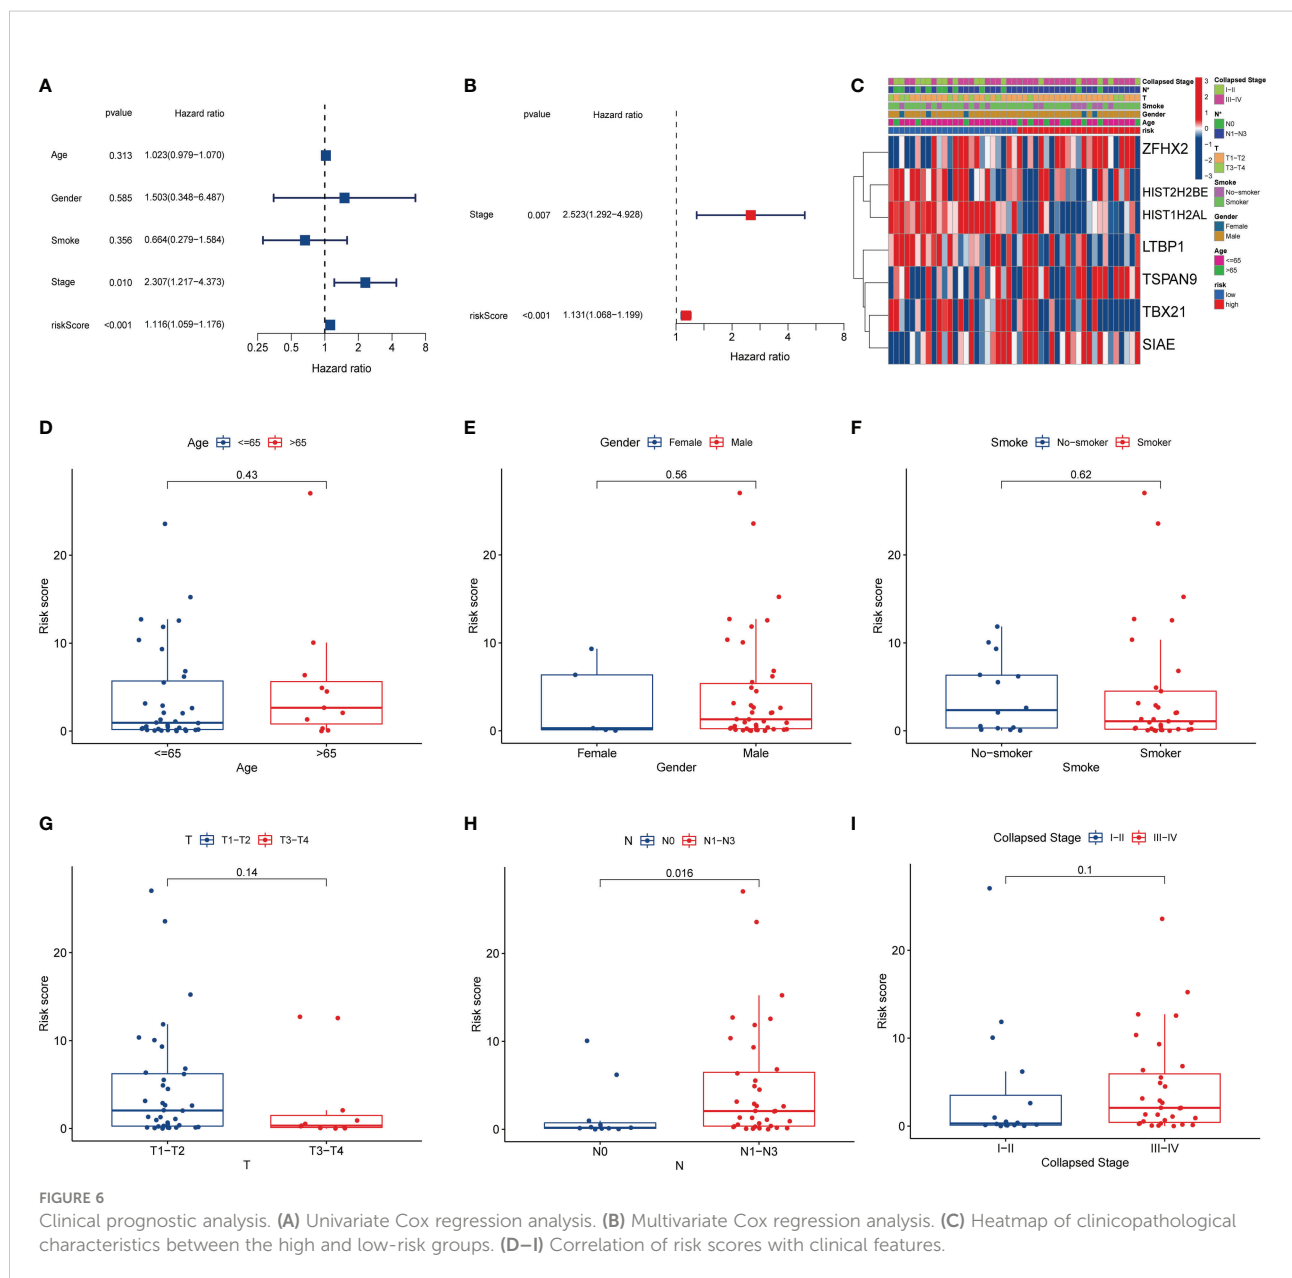 A
pvalue Hazard ratio
Age 0.313 1.023(0.979−1.070)
Gender 0.585 1.503(0.348−6.487)
Smoke 0.356 0.664(0.279−1.584)
Stage 0.010 2.307(1.217−4.373)
riskScore <0.001 1.116(1.059−1.176)
0.25 0.5 1 2 4 8
Hazard ratio
B
pvalue Hazard ratio
Stage 0.007 2.523(1.292−4.928)
riskScore <0.001 1.131(1.068−1.199)
1 2 4 8
Hazard ratio
C
Collapsed Stage
N*
T
Smoke
Gender
Age
risk
ZFHX2
HIST2H2BE
HIST1H2AL
LTBP1
TSPAN9
TBX21
SIAE
3
2
1
0
−1
−2
−3
Collapsed Stage
I−II
III−IV
N*
N0
N1−N3
T
T1−T2
T3−T4
Smoke
No−smoker
Smoker
Gender
Female
Male
Age
<=65
>65
risk
low
high
D
Age <=65 >65
0.43
Risk score
20
10
0
<=65 >65
Age
E
Gender Female Male
0.56
Risk score
20
10
0
Female Male
Gender
F
Smoke No−smoker Smoker
0.62
Risk score
20
10
0
No−smoker Smoker
Smoke
G
T T1−T2 T3−T4
0.14
Risk score
20
10
0
T1−T2 T3−T4
T
H
N N0 N1−N3
0.016
Risk score
20
10
0
N0 N1−N3
N
I
Collapsed Stage I−II III−IV
0.1
Risk score
20
10
0
I−II III−IV
Collapsed Stage
FIGURE 6
Clinical prognostic analysis. (A) Univariate Cox regression analysis. (B) Multivariate Cox regression analysis. (C) Heatmap of clinicopathological
characteristics between the high and low-risk groups. (D–I) Correlation of risk scores with clinical features.